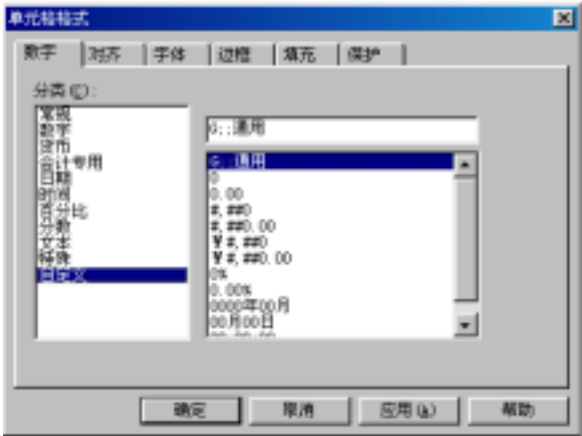 单元格格式
数字 对齐 字体 边框 填充 保护
分类(C):
常规
数字
货币
会计专用
日期
时间
百分比
分数
文本
特殊
自定义
G;;通用
G;;通用
0
0.00
#,##0
#,##0.00
¥#,##0
¥#,##0.00
0%
0.00%
0000年00月
00月00日
确定 取消 应用(A) 帮助